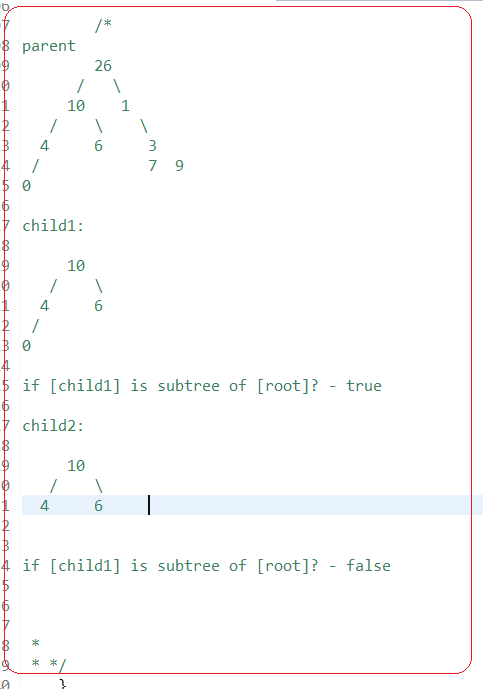 /*
parent
26
/ \
10 1
/ \ \
4 6 3
/ 7 9
0
child1:
10
/ \
4 6
/
0
if [child1] is subtree of [root]? - true
child2:
10
/ \
4 6
if [child1] is subtree of [root]? - false
*
* */
}